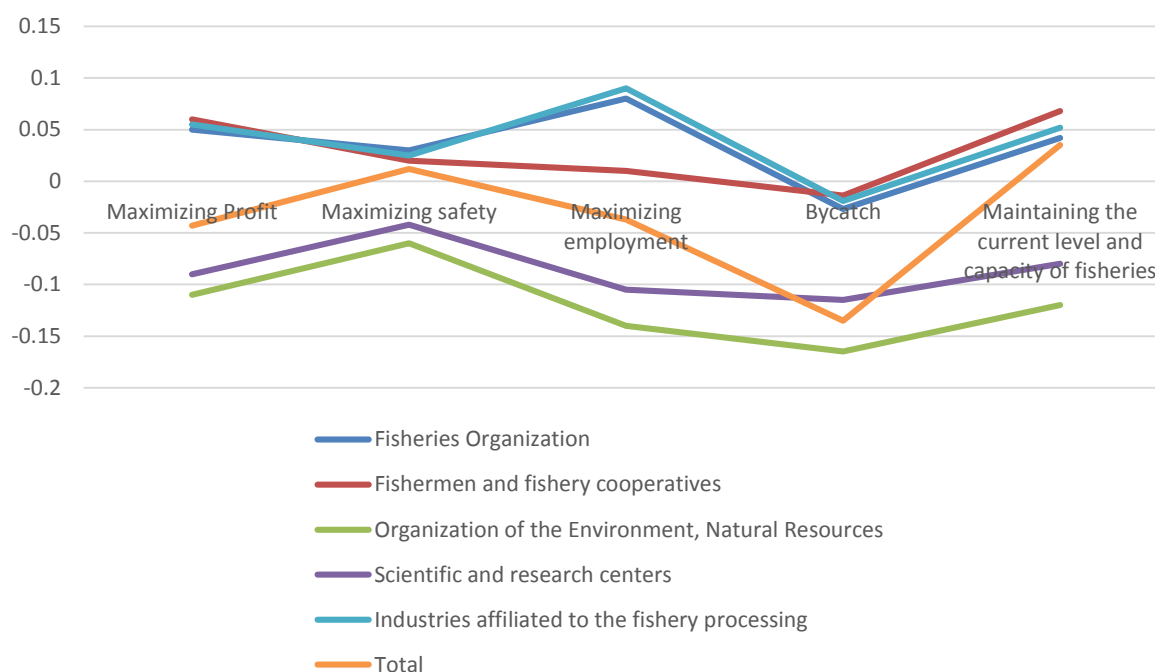 0.15
0.1
0.05
0
-0.05
-0.1
-0.15
-0.2
Maximizing Profit
Maximizing safety
Maximizing
employment
Bycatch
Maintaining the
current level and
capacity of fisheries
Fisheries Organization
Fishermen and fishery cooperatives
Organization of the Environment, Natural Resources
Scientific and research centers
Industries affiliated to the fishery processing
Total